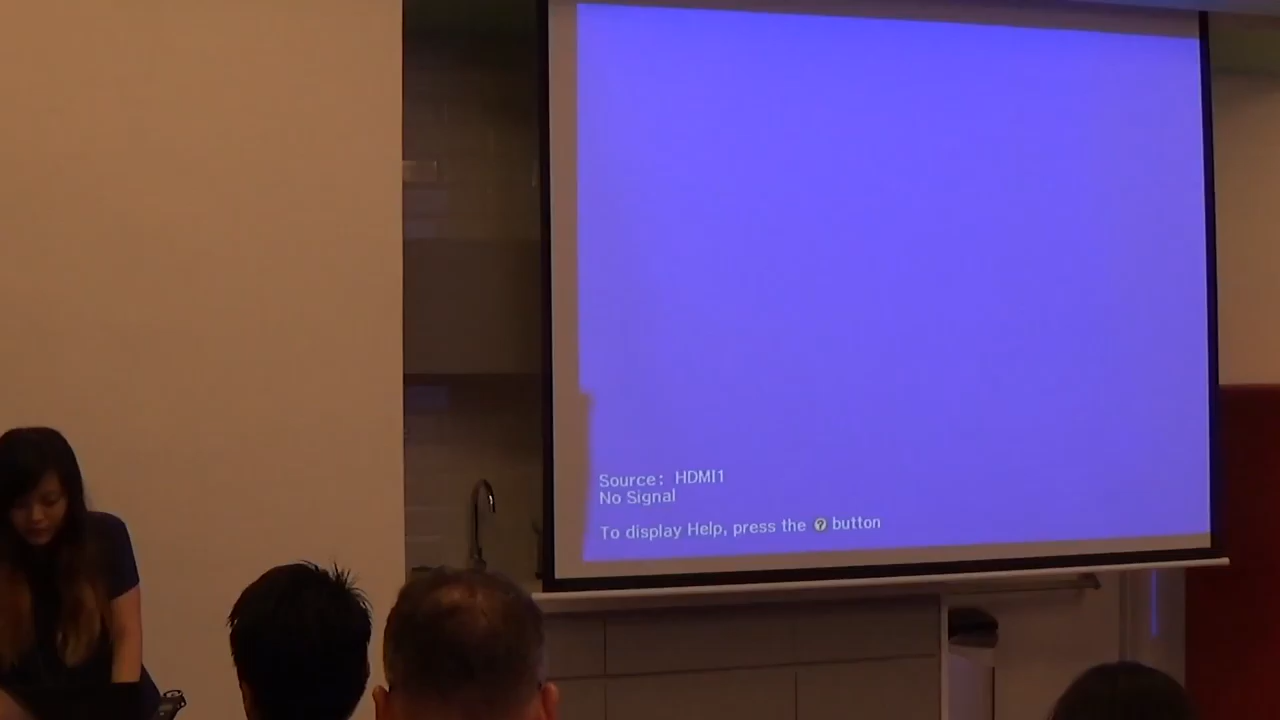 Source: HDMI1
No Signal
To display Help, press the ? button